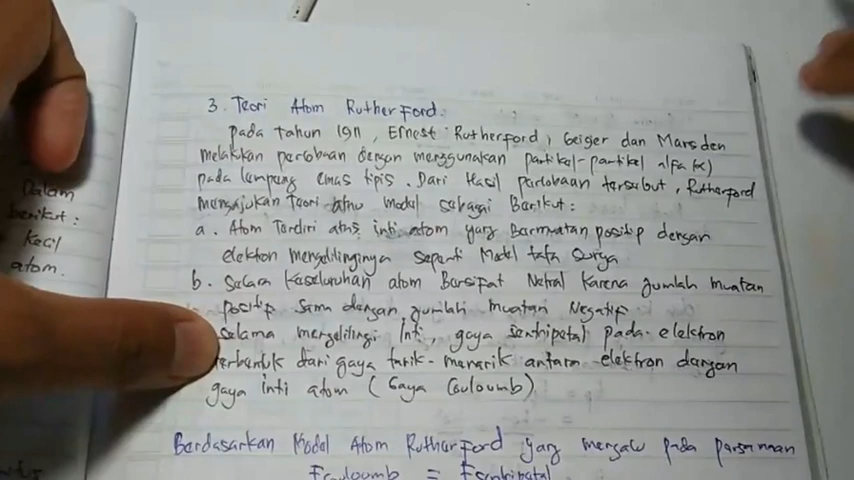 Dalam
berikut:
kecil
atom.
3. Teori Atom Rutherford.
Pada tahun 1911, Ernest Rutherford, Geiger dan Marsden
melakukan percobaan dengan menggunakan partikel-partikel alfa (α)
pada lempeng emas tipis. Dari Hasil percobaan tersebut, Rutherford
mengajukan Teori atau model sebagai Berikut:
a. Atom Terdiri atas inti atom yang Bermuatan positip dengan
elektron mengelilinginya seperti Model tata Surya
b. Secara Keseluruhan atom Bersifat Netral Karena jumlah muatan
positip sama dengan jumlah muatan Negatif
selama mengelilingi Inti, gaya sentripetal pada elektron
terbentuk dari gaya tarik-menarik antara elektron dengan
gaya inti atom (Gaya Couloumb)
Berdasarkan Model Atom Rutherford yang mengacu pada persamaan
Fcouloomb = Fsentripetal